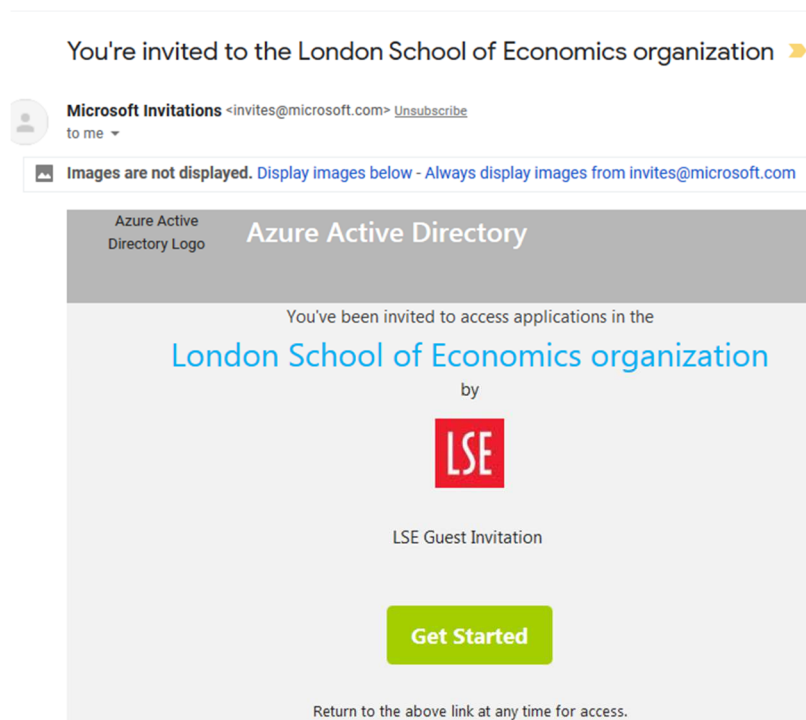 You're invited to the London School of Economics organization
Microsoft Invitations <invites@microsoft.com> Unsubscribe
to me
Images are not displayed. Display images below - Always display images from invites@microsoft.com
Azure Active
Directory Logo
Azure Active Directory
You've been invited to access applications in the
London School of Economics organization
by
LSE
LSE Guest Invitation
Get Started
Return to the above link at any time for access.